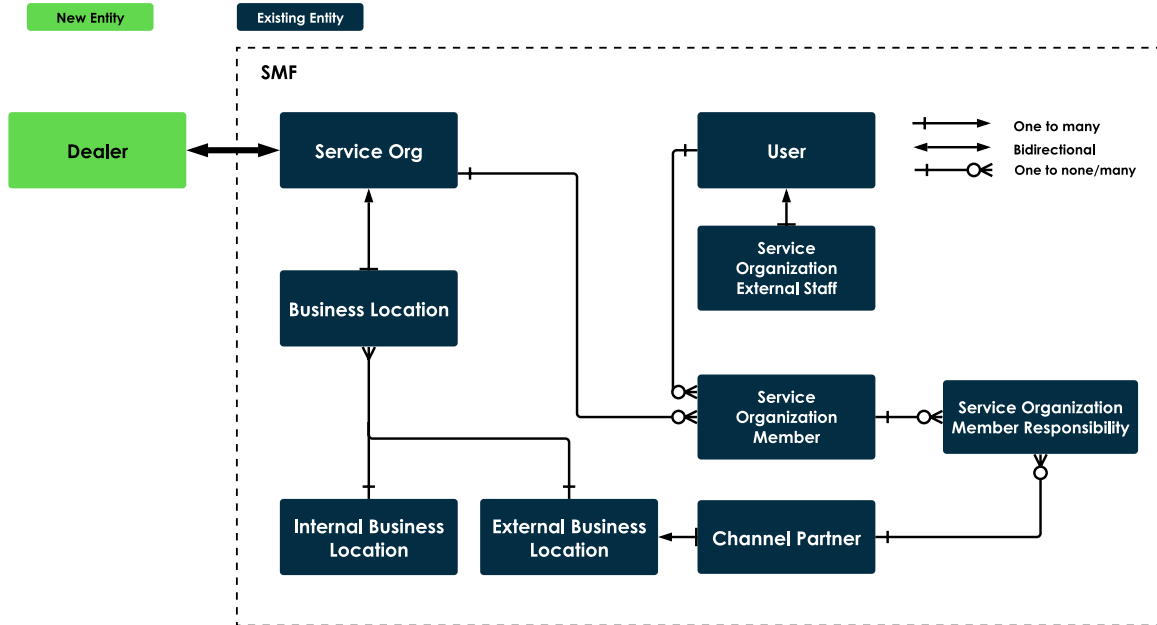 New Entity
Existing Entity
SMF
Dealer
Service Org
User
One to many
Bidirectional
One to none/many
Service
Organization
External Staff
Business Location
Service
Organization
Member
Service Organization
Member Responsibility
Internal Business
Location
External Business
Location
Channel Partner